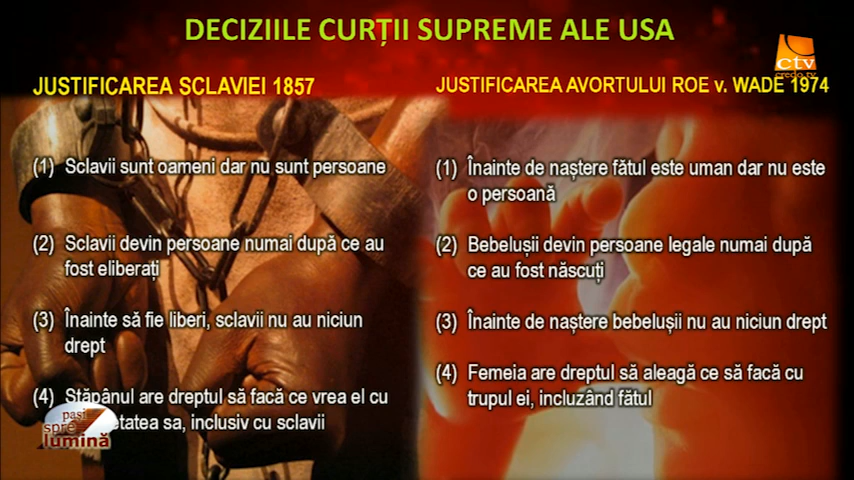 DECIZIILE CURȚII SUPREME ALE USA
ctv
credo tv
JUSTIFICAREA SCLAVIEI 1857
(1) Sclavii sunt oameni dar nu sunt persoane
(2) Sclavii devin persoane numai după ce au
fost eliberați
(3) Înainte să fie liberi, sclavii nu au niciun
drept
(4) Stăpânul are dreptul să facă ce vrea el cu
etatea sa, inclusiv cu sclavii
JUSTIFICAREA AVORTULUI ROE v. WADE 1974
(1) Înainte de naștere fătul este uman dar nu este
o persoană
(2) Bebelușii devin persoane legale numai după
ce au fost născuți
(3) Înainte de naștere bebelușii nu au niciun drept
(4) Femeia are dreptul să aleagă ce să facă cu
trupul ei, incluzând fătul
pași
spre
lumină